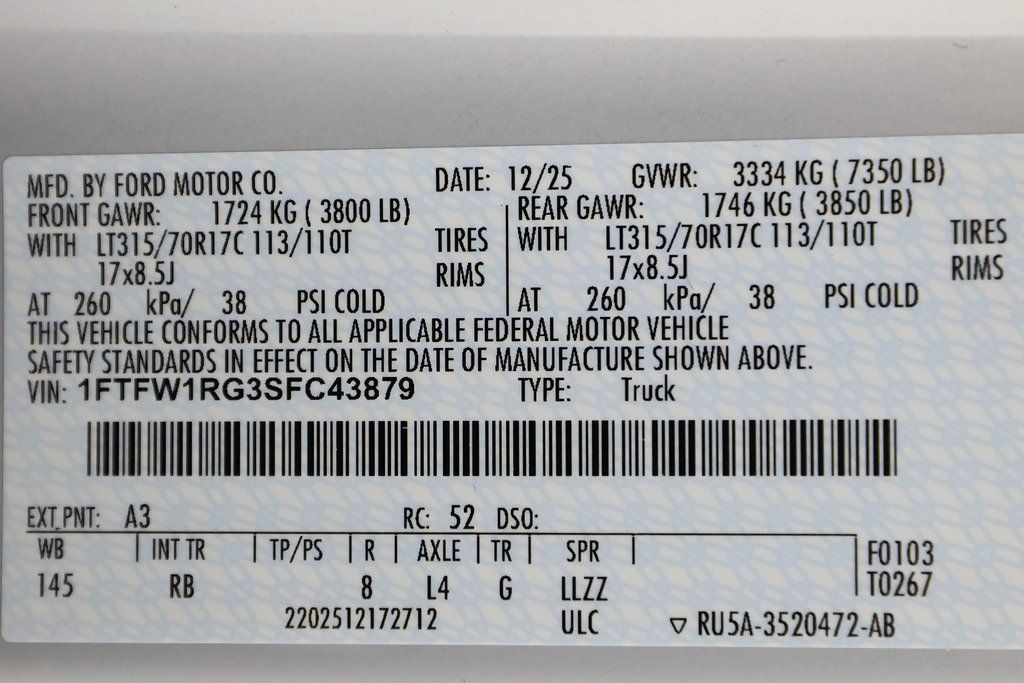 MFD. BY FORD MOTOR CO. DATE: 12/25 GVWR: 3334 KG ( 7350 LB)
FRONT GAWR: 1724 KG ( 3800 LB) REAR GAWR: 1746 KG ( 3850 LB)
WITH LT315/70R17C 113/110T TIRES WITH LT315/70R17C 113/110T TIRES
17x8.5J RIMS 17x8.5J RIMS
AT 260 kPa/ 38 PSI COLD AT 260 kPa/ 38 PSI COLD
THIS VEHICLE CONFORMS TO ALL APPLICABLE FEDERAL MOTOR VEHICLE
SAFETY STANDARDS IN EFFECT ON THE DATE OF MANUFACTURE SHOWN ABOVE.
VIN: 1FTFW1RG3SFC43879 TYPE: Truck
EXT PNT: A3 RC: 52 DSO:
WB INT TR TP/PS R AXLE TR SPR F0103
145 RB 8 L4 G LLZZ T0267
2202512172712 ULC ▽ RU5A-3520472-AB